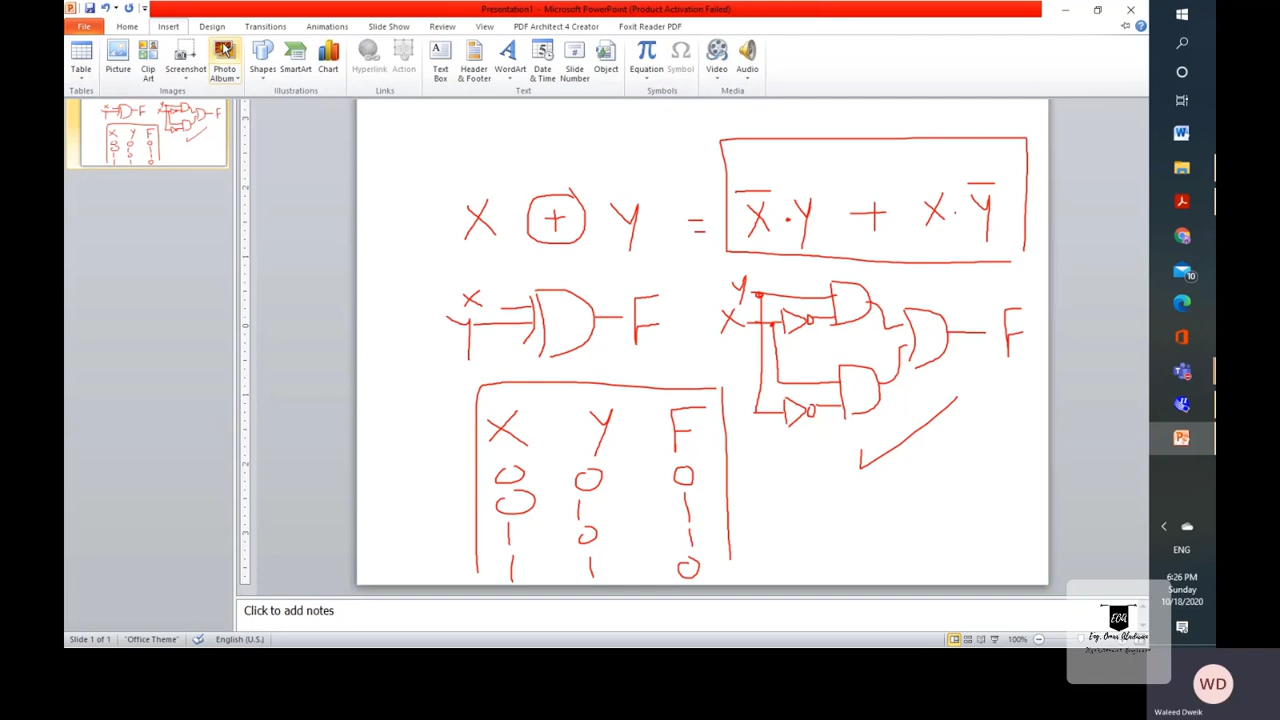 Presentation1 - Microsoft PowerPoint (Product Activation Failed)
File Home Insert Design Transitions Animations Slide Show Review View PDF Architect 4 Creator Foxit Reader PDF
Table Picture Clip Art Screenshot Photo Album Shapes SmartArt Chart Hyperlink Action Text Box Header & Footer WordArt Date & Time Slide Number Object Equation Symbol Video Audio
Tables Images Illustrations Links Text Symbols Media
X + Y = X̅ · Y + X · Y̅
X
Y
F
Y
X
F
X Y F
0 0 0
0 1 1
1 0 1
1 1 0
Click to add notes
Slide 1 of 1 "Office Theme" English (U.S.) 100%
10
ENG
6:26 PM
Sunday
10/18/2020
EOA
WD
Waleed Dweik